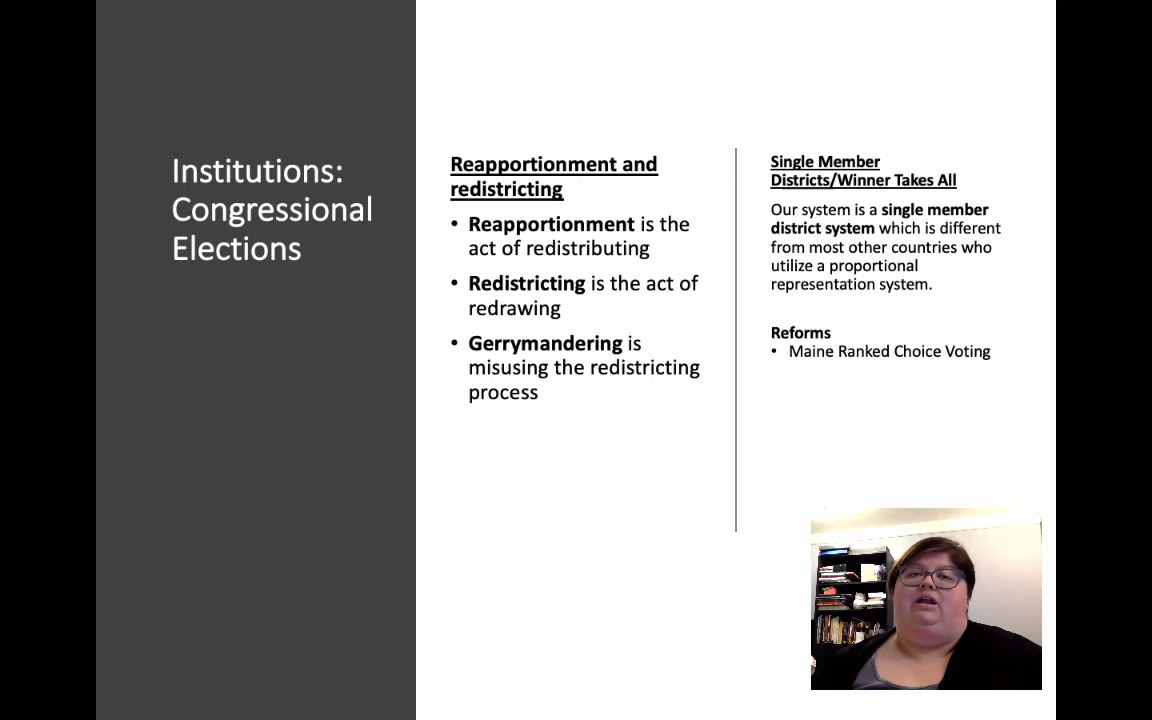 Institutions:
Congressional
Elections
Reapportionment and
redistricting
• Reapportionment is the
act of redistributing
• Redistricting is the act of
redrawing
• Gerrymandering is
misusing the redistricting
process
Single Member
Districts/Winner Takes All
Our system is a single member
district system which is different
from most other countries who
utilize a proportional
representation system.
Reforms
• Maine Ranked Choice Voting